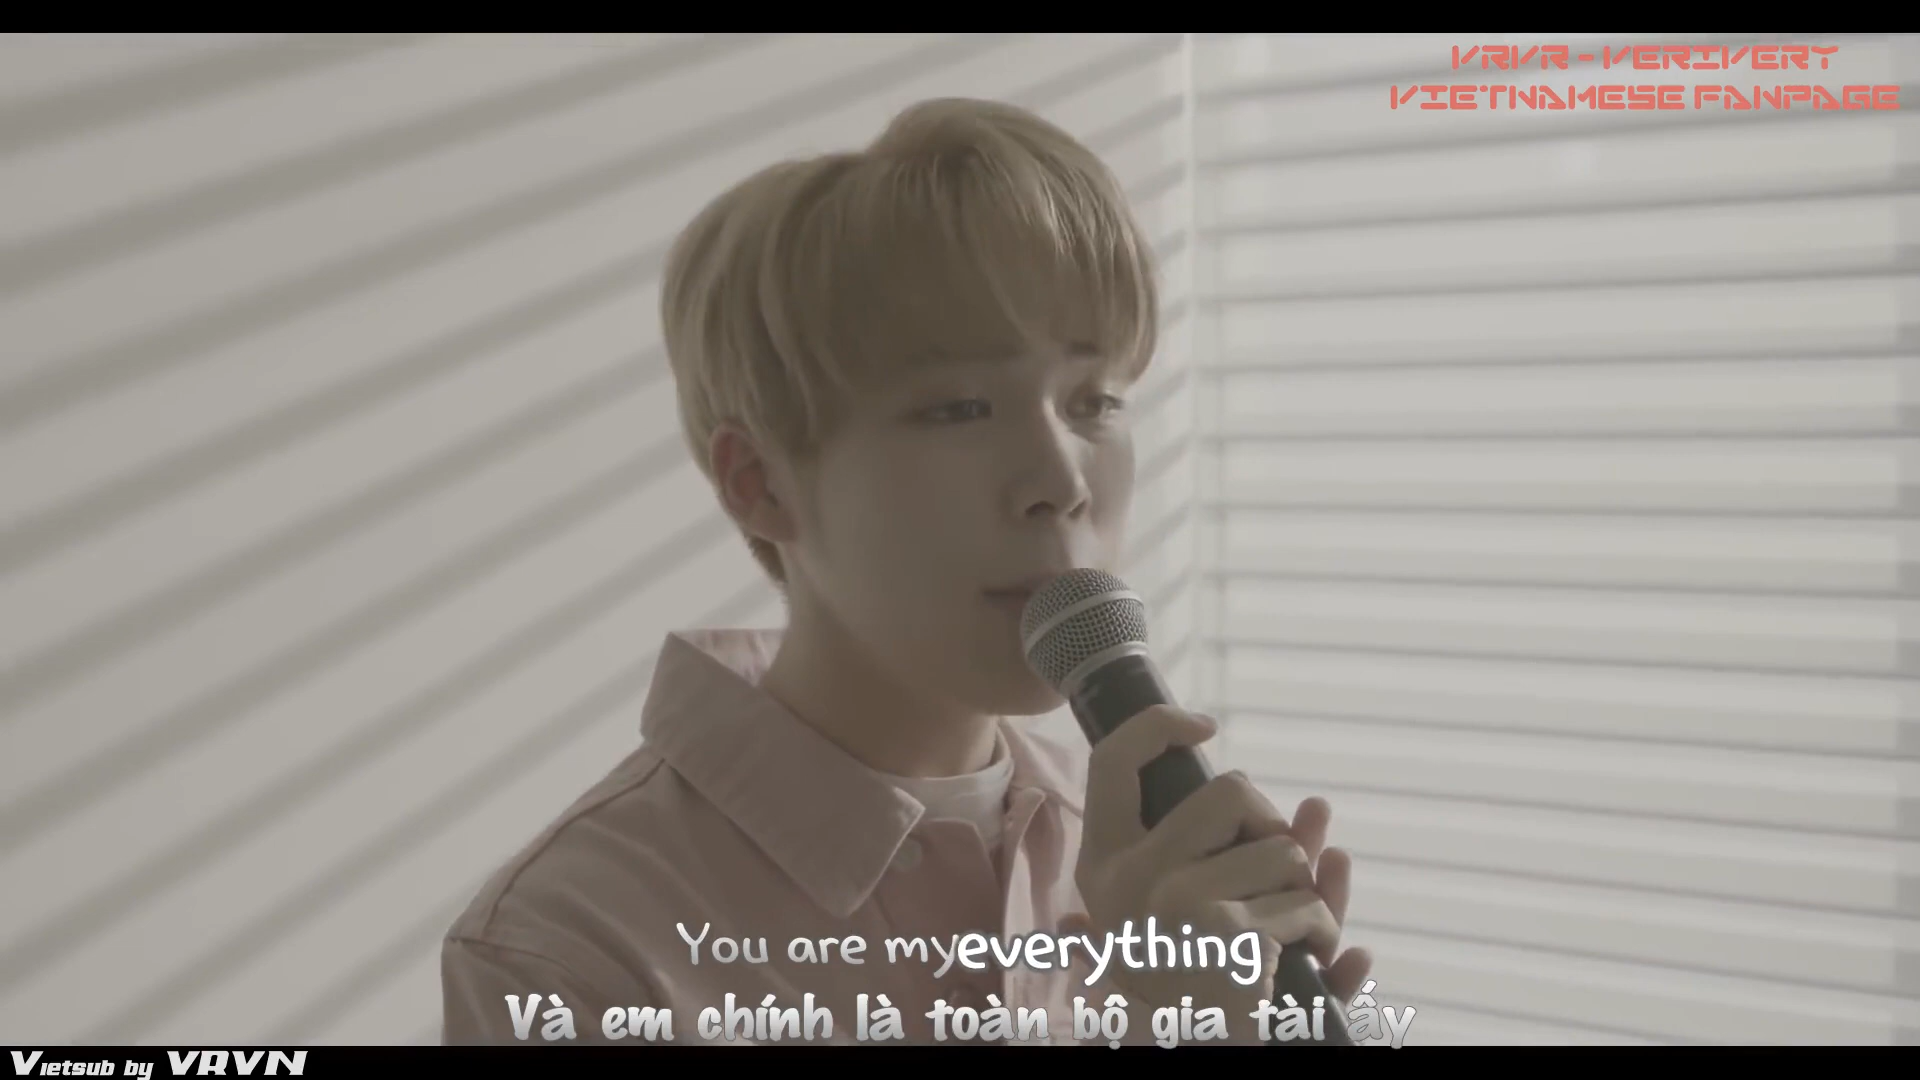 VRVR - VERIVERY
VIETNAMESE FANPAGE
You are my everything
Và em chính là toàn bộ gia tài ấy
Vietsub by VRVN